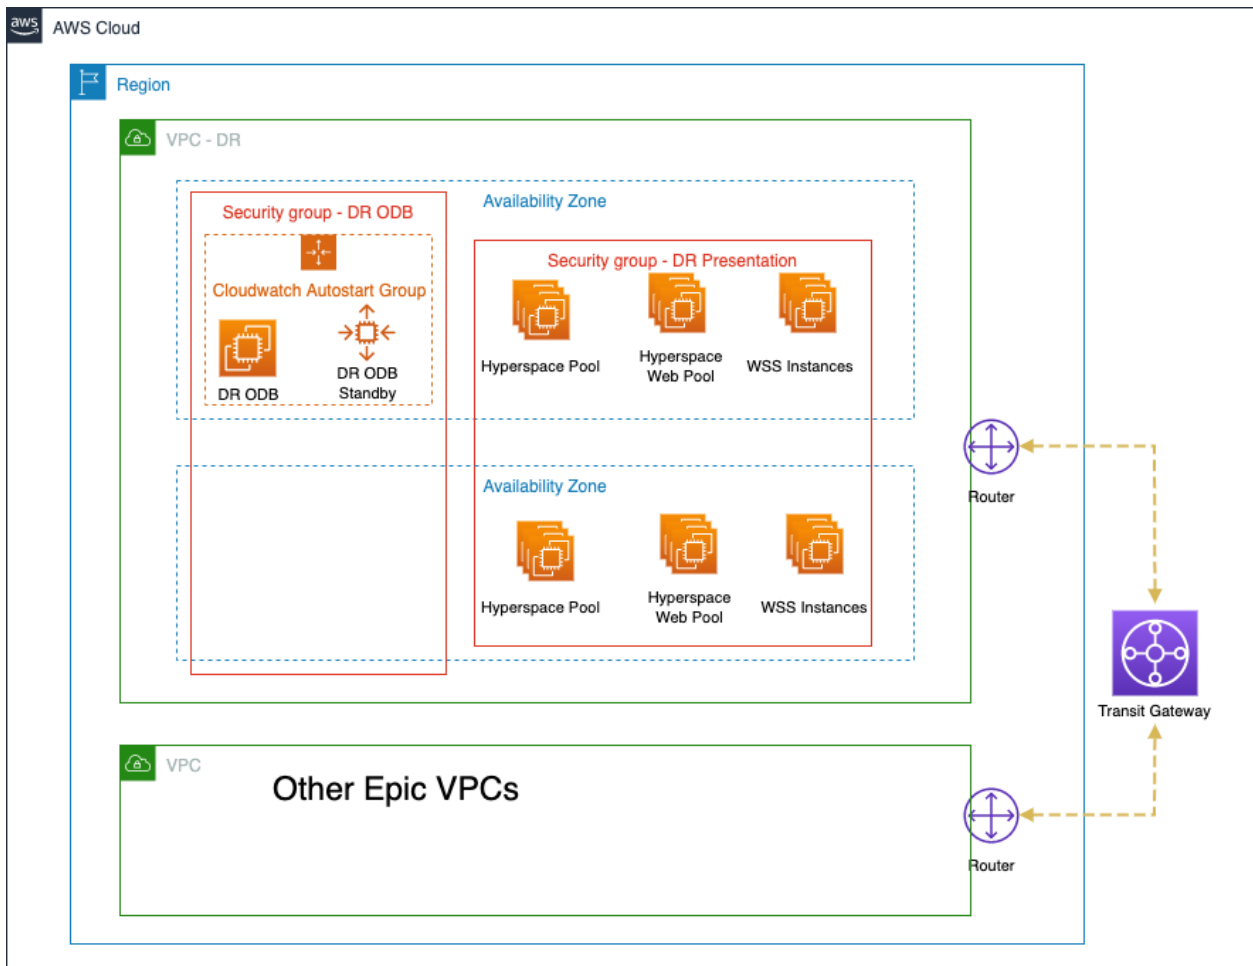 aws
AWS Cloud
Region
VPC - DR
Availability Zone
Security group - DR ODB
Cloudwatch Autostart Group
DR ODB
DR ODB
Standby
Security group - DR Presentation
Hyperspace Pool
Hyperspace
Web Pool
WSS Instances
Availability Zone
Hyperspace Pool
Hyperspace
Web Pool
WSS Instances
Router
Transit Gateway
VPC
Other Epic VPCs
Router